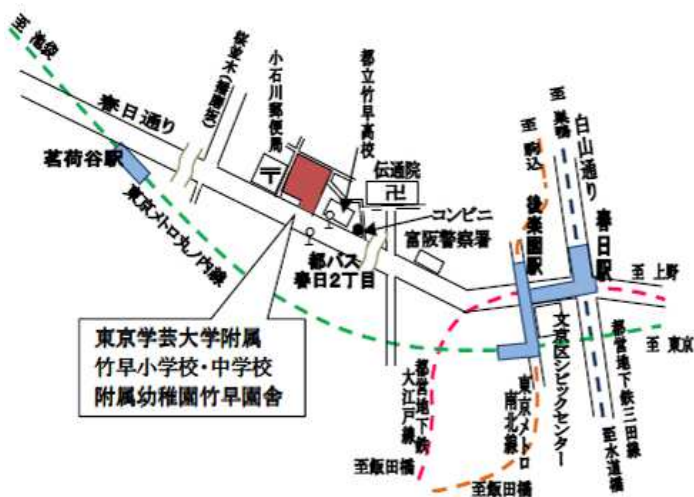 至 池袋
春日通り
茗荷谷駅
東京メトロ丸ノ内線
桜並木(播磨坂)
小石川郵便局
〒
都立竹早高校
伝通院
卍
コンビニ
富阪警察署
都バス
春日2丁目
東京学芸大学附属
竹早小学校・中学校
附属幼稚園竹早園舎
至 駒込
後楽園駅
至 巣鴨
白山通り
春日駅
至 上野
至 東京
都営地下鉄
大江戸線
至飯田橋
東京メトロ
南北線
至飯田橋
文京区シビックセンター
都営地下鉄三田線
至水道橋